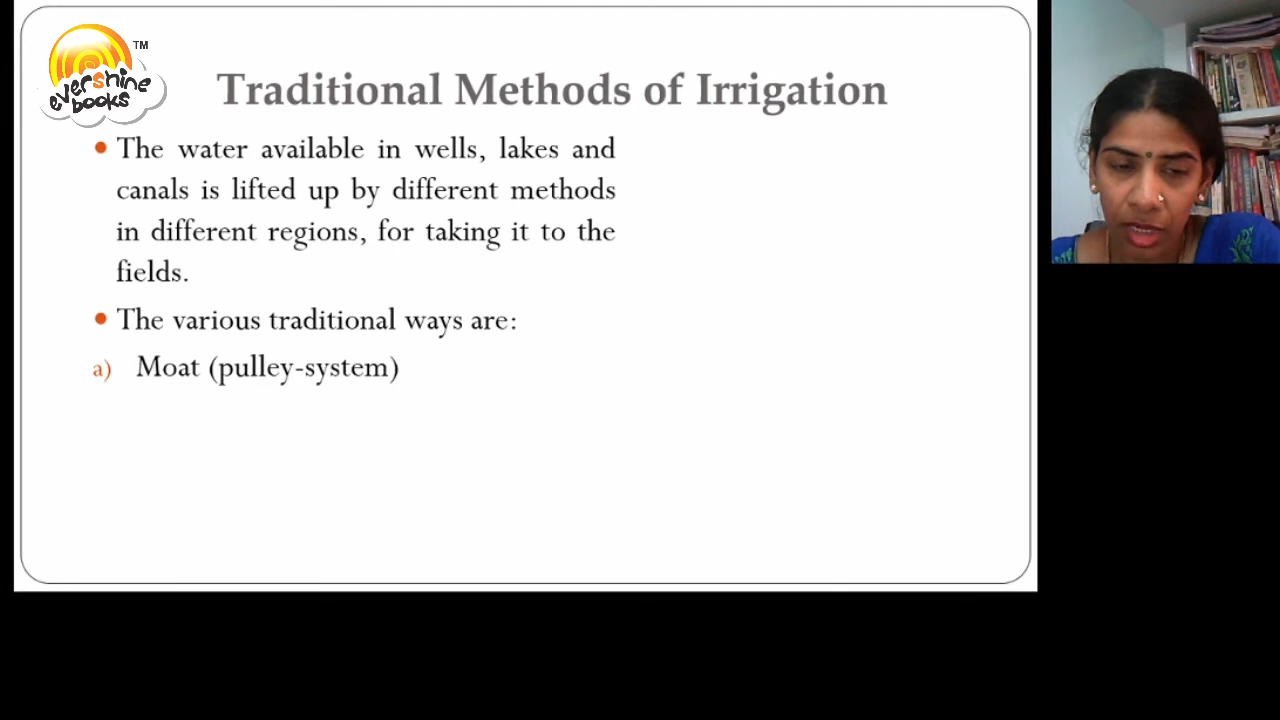 evershine
books
TM
Traditional Methods of Irrigation
• The water available in wells, lakes and
canals is lifted up by different methods
in different regions, for taking it to the
fields.
• The various traditional ways are:
a) Moat (pulley-system)